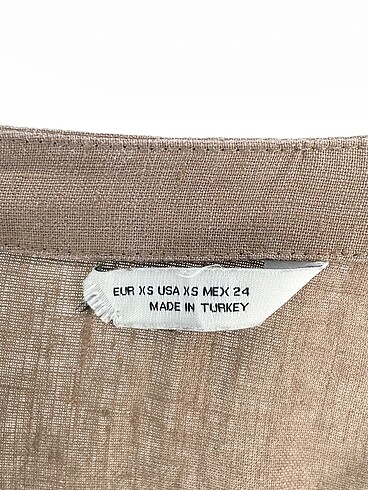 EUR XS USA XS MEX 24
MADE IN TURKEY